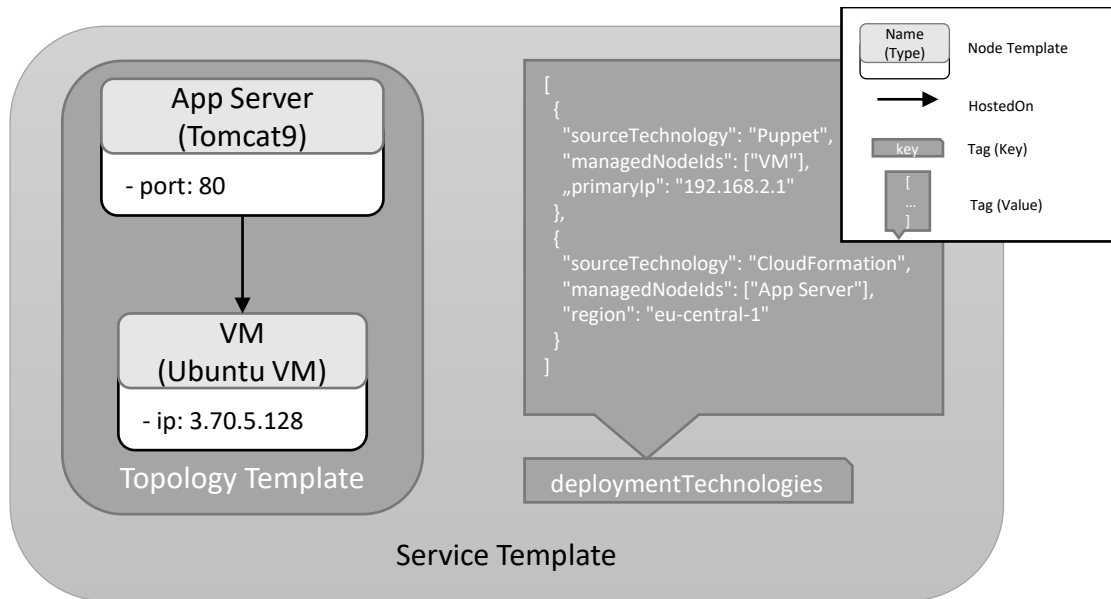 App Server
(Tomcat9)
- port: 80
VM
(Ubuntu VM)
- ip: 3.70.5.128
Topology Template
[
{
"sourceTechnology": "Puppet",
"managedNodeIds": ["VM"],
„primaryIp": "192.168.2.1"
},
{
"sourceTechnology": "CloudFormation",
"managedNodeIds": ["App Server"],
"region": "eu-central-1"
}
]
deploymentTechnologies
Service Template
Name
(Type)
Node Template
HostedOn
key
Tag (Key)
[
...
]
Tag (Value)